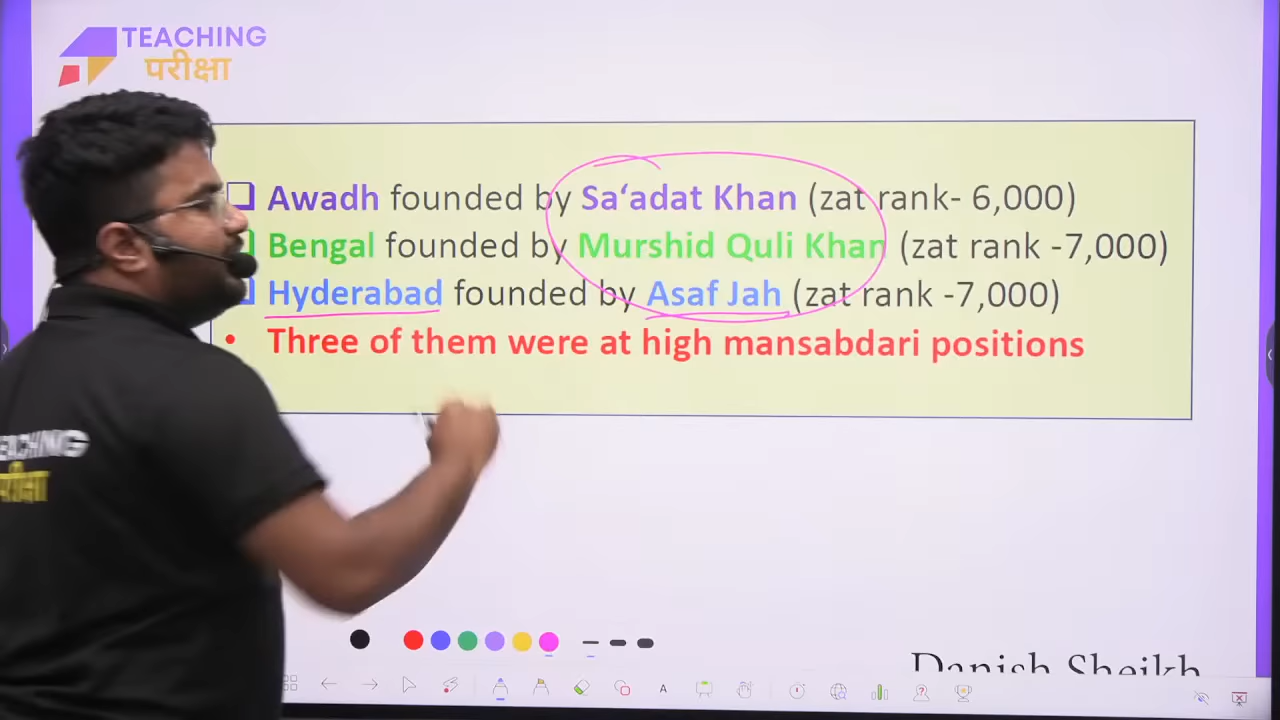 TEACHING
परीक्षा
Awadh founded by Sa‘adat Khan (zat rank- 6,000)
Bengal founded by Murshid Quli Khan (zat rank -7,000)
Hyderabad founded by Asaf Jah (zat rank -7,000)
• Three of them were at high mansabdari positions
EACHING
परीक्षा
Danish Sheikh
A